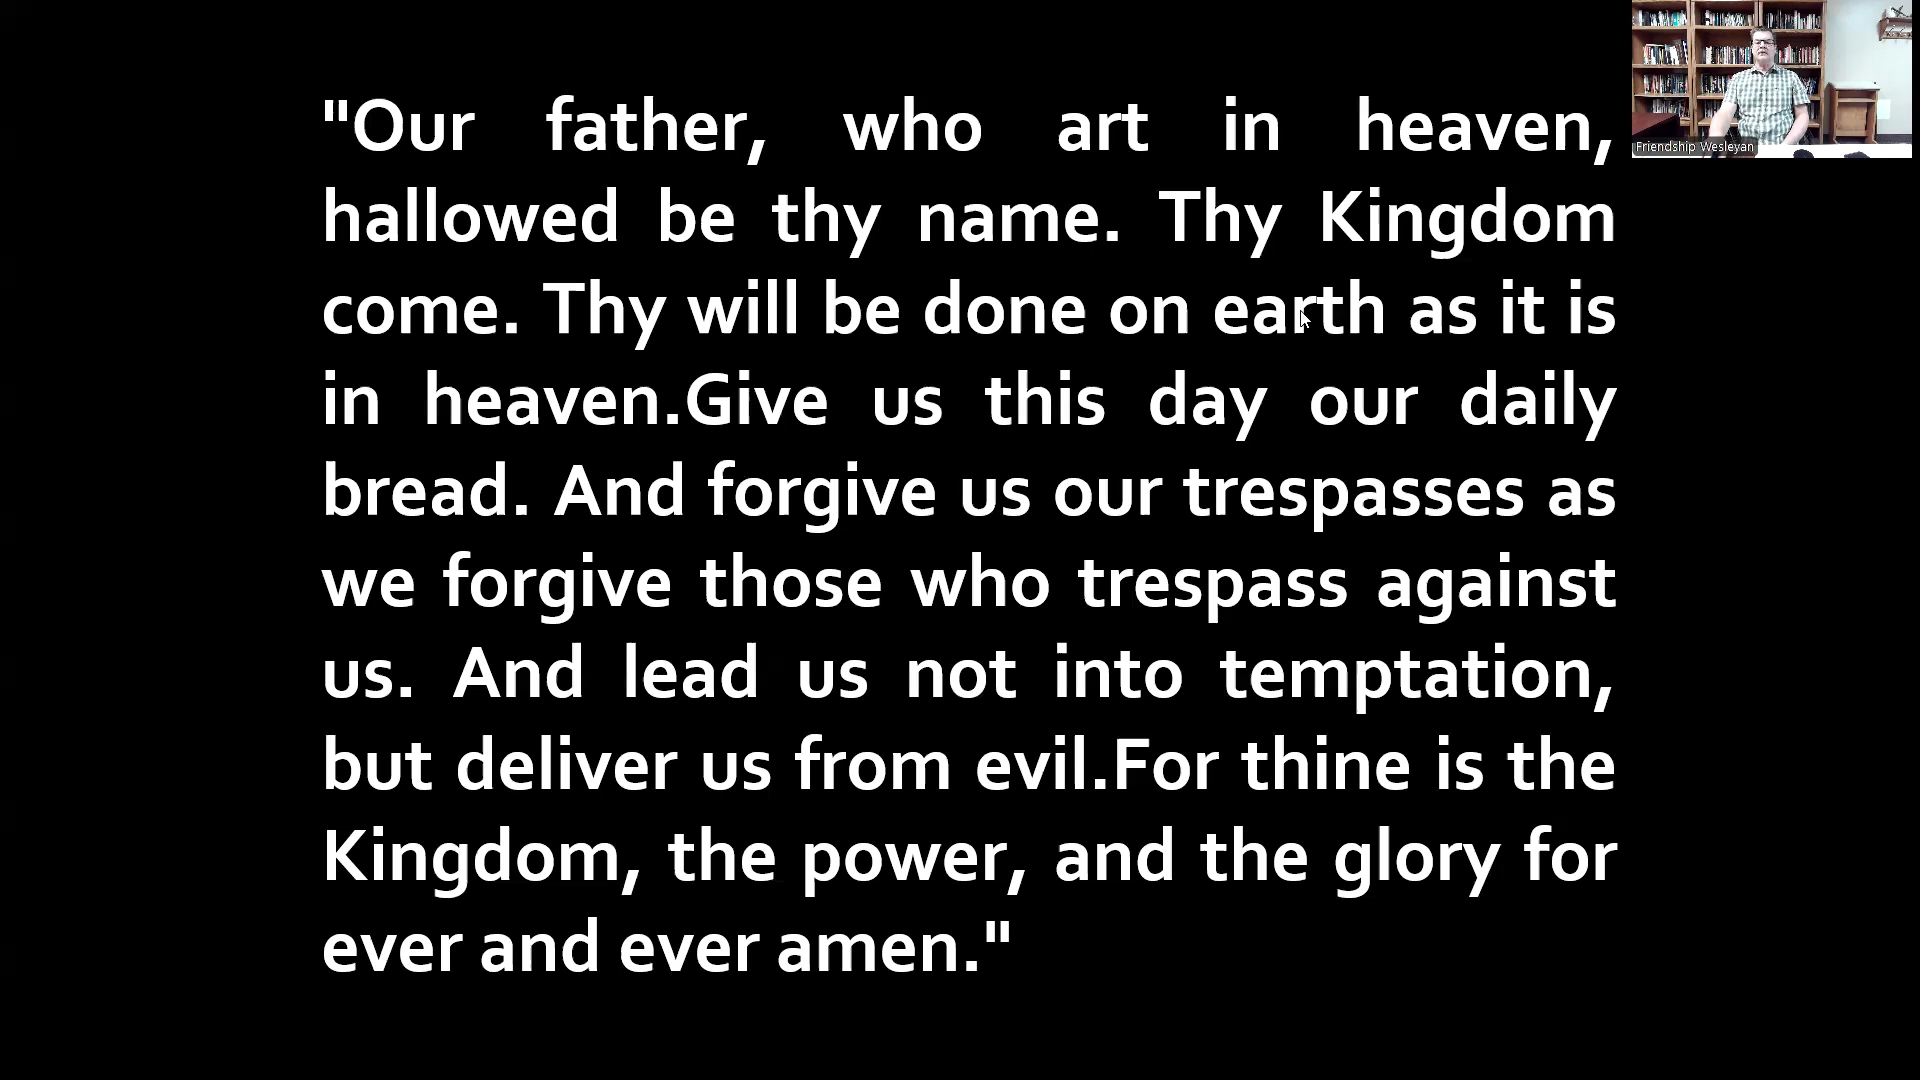 "Our father, who art in heaven,
hallowed be thy name. Thy Kingdom
come. Thy will be done on earth as it is
in heaven.Give us this day our daily
bread. And forgive us our trespasses as
we forgive those who trespass against
us. And lead us not into temptation,
but deliver us from evil.For thine is the
Kingdom, the power, and the glory for
ever and ever amen."
Friendship Wesleyan